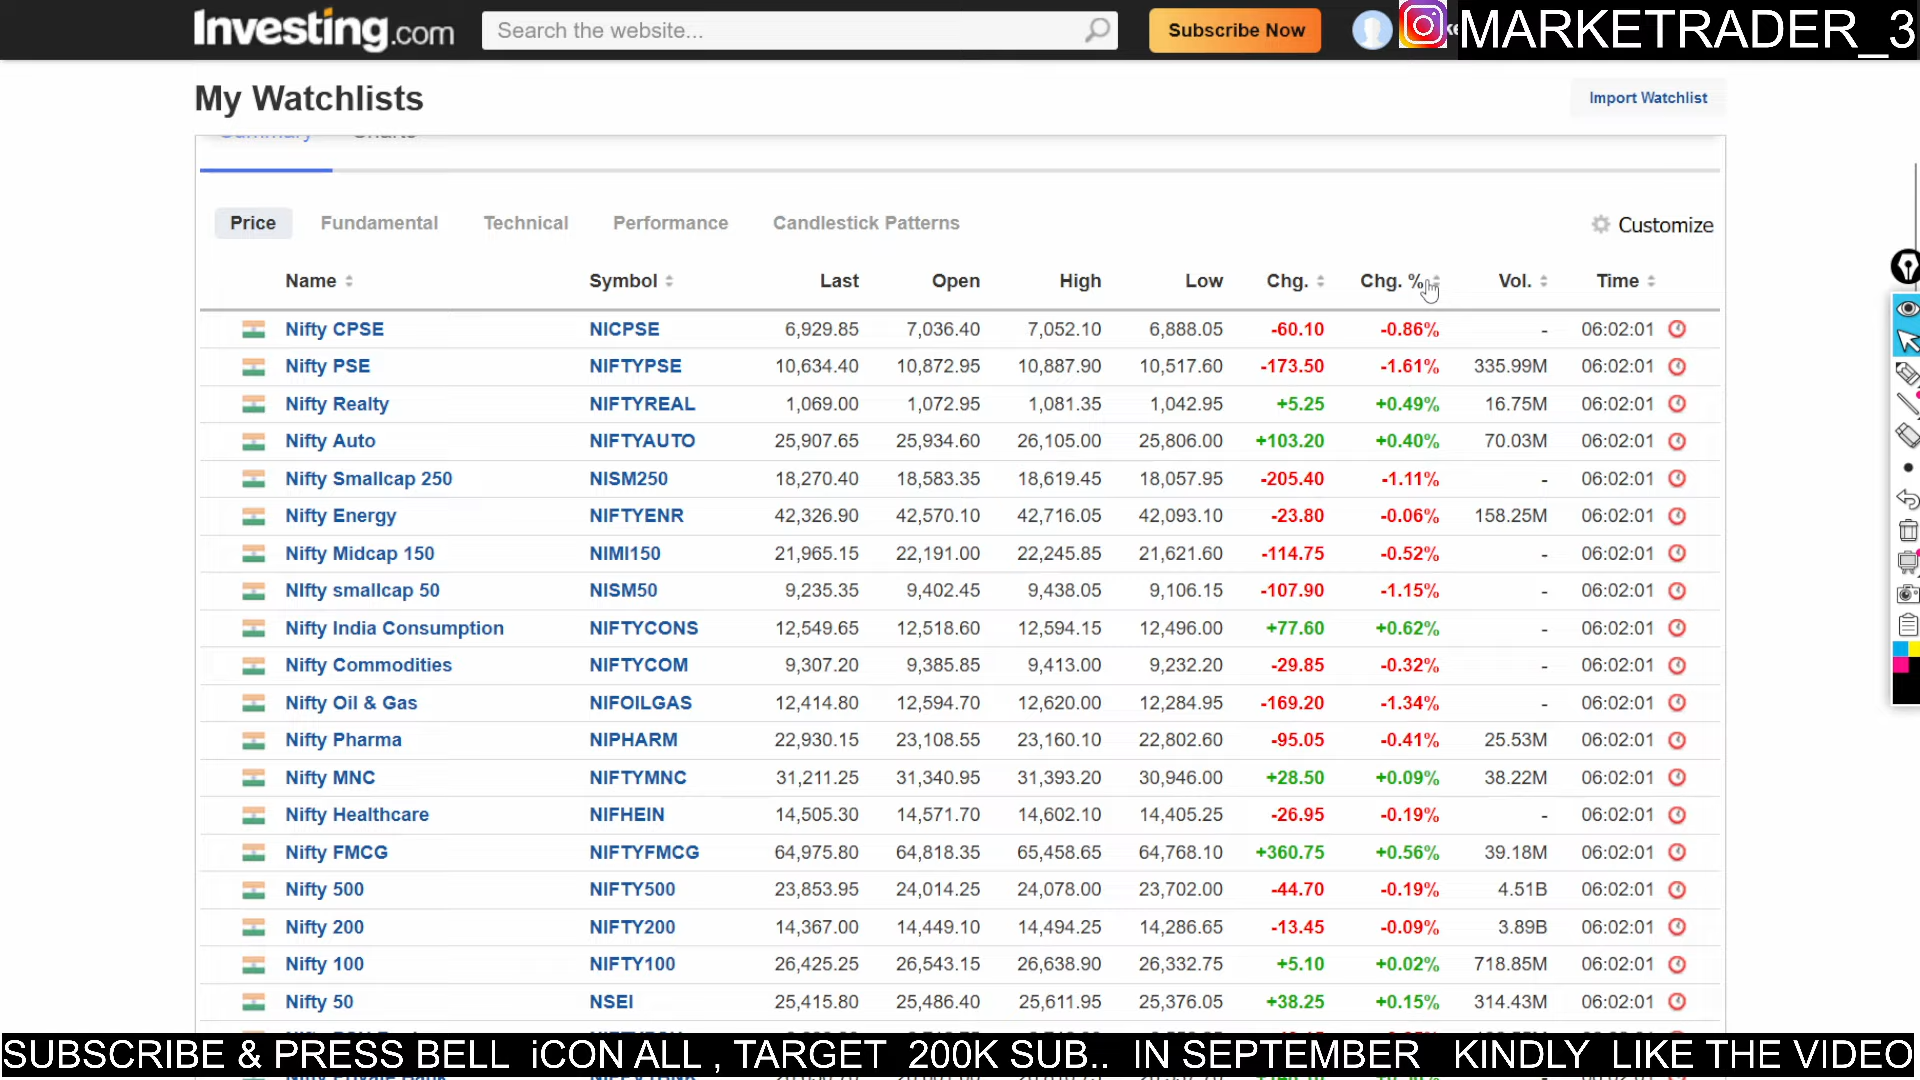 Investing.com Search the website... Subscribe Now MARKETRADER_3
My Watchlists Import Watchlist
Summary Charts
Price Fundamental Technical Performance Candlestick Patterns Customize
Name Symbol Last Open High Low Chg. Chg. % Vol. Time
Nifty CPSE NICPSE 6,929.85 7,036.40 7,052.10 6,888.05 -60.10 -0.86% - 06:02:01
Nifty PSE NIFTYPSE 10,634.40 10,872.95 10,887.90 10,517.60 -173.50 -1.61% 335.99M 06:02:01
Nifty Realty NIFTYREAL 1,069.00 1,072.95 1,081.35 1,042.95 +5.25 +0.49% 16.75M 06:02:01
Nifty Auto NIFTYAUTO 25,907.65 25,934.60 26,105.00 25,806.00 +103.20 +0.40% 70.03M 06:02:01
Nifty Smallcap 250 NISM250 18,270.40 18,583.35 18,619.45 18,057.95 -205.40 -1.11% - 06:02:01
Nifty Energy NIFTYENR 42,326.90 42,570.10 42,716.05 42,093.10 -23.80 -0.06% 158.25M 06:02:01
Nifty Midcap 150 NIMI150 21,965.15 22,191.00 22,245.85 21,621.60 -114.75 -0.52% - 06:02:01
NIfty smallcap 50 NISM50 9,235.35 9,402.45 9,438.05 9,106.15 -107.90 -1.15% - 06:02:01
Nifty India Consumption NIFTYCONS 12,549.65 12,518.60 12,594.15 12,496.00 +77.60 +0.62% - 06:02:01
Nifty Commodities NIFTYCOM 9,307.20 9,385.85 9,413.00 9,232.20 -29.85 -0.32% - 06:02:01
Nifty Oil & Gas NIFOILGAS 12,414.80 12,594.70 12,620.00 12,284.95 -169.20 -1.34% - 06:02:01
Nifty Pharma NIPHARM 22,930.15 23,108.55 23,160.10 22,802.60 -95.05 -0.41% 25.53M 06:02:01
Nifty MNC NIFTYMNC 31,211.25 31,340.95 31,393.20 30,946.00 +28.50 +0.09% 38.22M 06:02:01
Nifty Healthcare NIFHEIN 14,505.30 14,571.70 14,602.10 14,405.25 -26.95 -0.19% - 06:02:01
Nifty FMCG NIFTYFMCG 64,975.80 64,818.35 65,458.65 64,768.10 +360.75 +0.56% 39.18M 06:02:01
Nifty 500 NIFTY500 23,853.95 24,014.25 24,078.00 23,702.00 -44.70 -0.19% 4.51B 06:02:01
Nifty 200 NIFTY200 14,367.00 14,449.10 14,494.25 14,286.65 -13.45 -0.09% 3.89B 06:02:01
Nifty 100 NIFTY100 26,425.25 26,543.15 26,638.90 26,332.75 +5.10 +0.02% 718.85M 06:02:01
Nifty 50 NSEI 25,415.80 25,486.40 25,611.95 25,376.05 +38.25 +0.15% 314.43M 06:02:01
SUBSCRIBE & PRESS BELL iCON ALL , TARGET 200K SUB.. IN SEPTEMBER KINDLY LIKE THE VIDEO